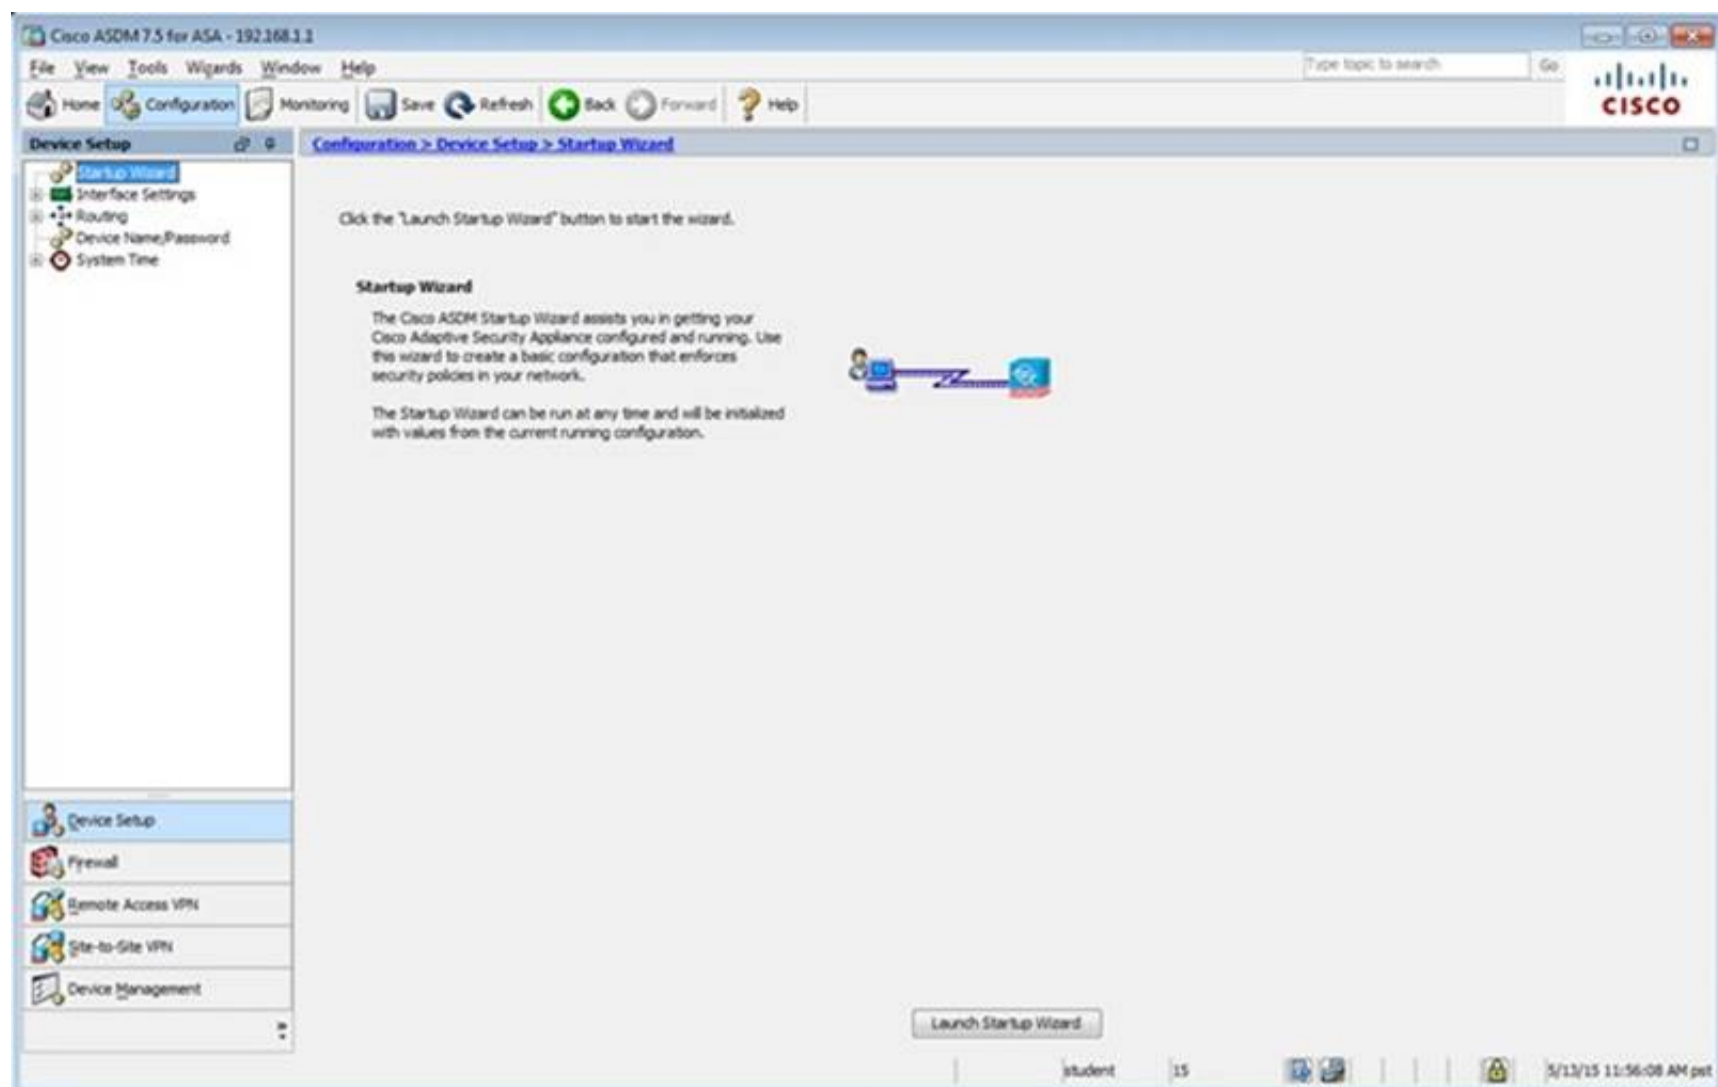 Cisco ASDM 7.5 for ASA - 192.168.1.1
File View Tools Wizards Window Help
Type topic to search Go
Home Configuration Monitoring Save Refresh Back Forward Help
CISCO
Device Setup
Configuration > Device Setup > Startup Wizard
Startup Wizard
Interface Settings
Routing
Device Name/Password
System Time
Click the "Launch Startup Wizard" button to start the wizard.
Startup Wizard
The Cisco ASDM Startup Wizard assists you in getting your
Cisco Adaptive Security Appliance configured and running. Use
this wizard to create a basic configuration that enforces
security policies in your network.
The Startup Wizard can be run at any time and will be initialized
with values from the current running configuration.
Device Setup
Firewall
Remote Access VPN
Site-to-Site VPN
Device Management
Launch Startup Wizard
student 15 5/13/15 11:56:08 AM pst